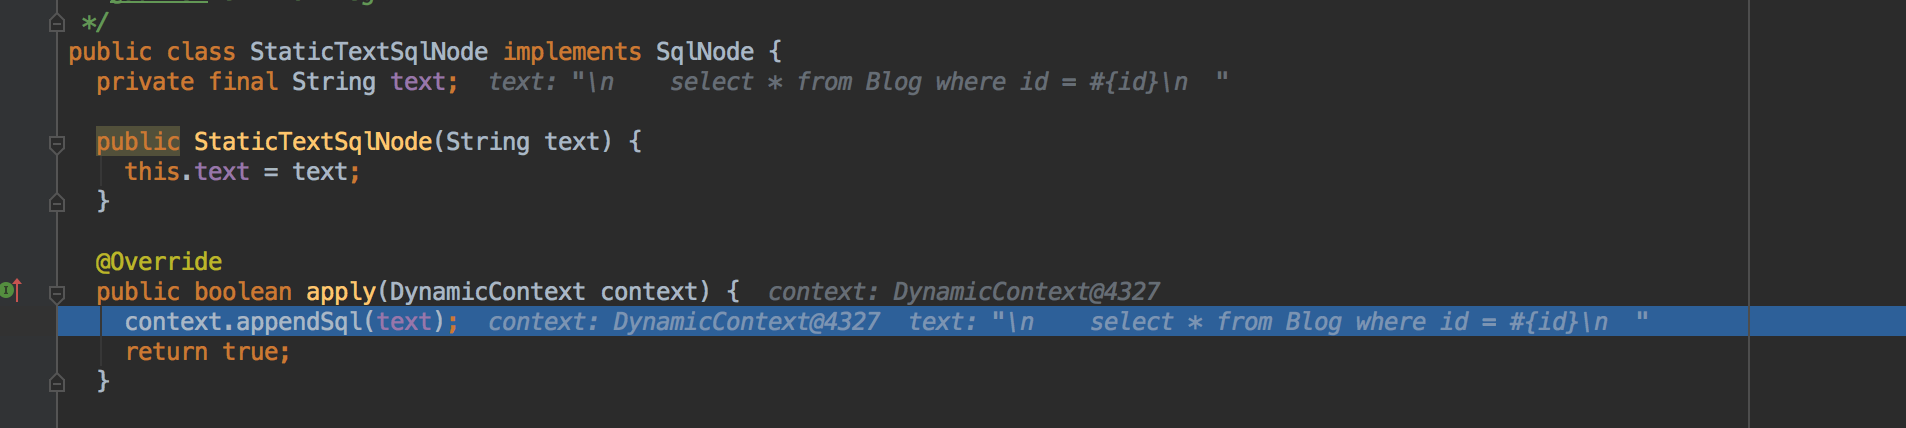 */
public class StaticTextSqlNode implements SqlNode {
private final String text; text: "\n    select * from Blog where id = #{id}\n  "
public StaticTextSqlNode(String text) {
this.text = text;
}
@Override
public boolean apply(DynamicContext context) { context: DynamicContext@4327
context.appendSql(text); context: DynamicContext@4327 text: "\n    select * from Blog where id = #{id}\n  "
return true;
}